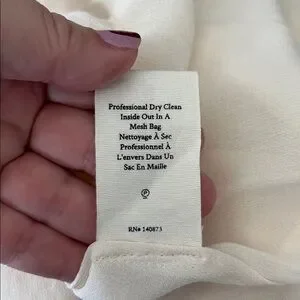 Professional Dry Clean
Inside Out In A
Mesh Bag
Nettoyage À Sec
Professionnel À
L'envers Dans Un
Sac En Maille
P
RN# 140873